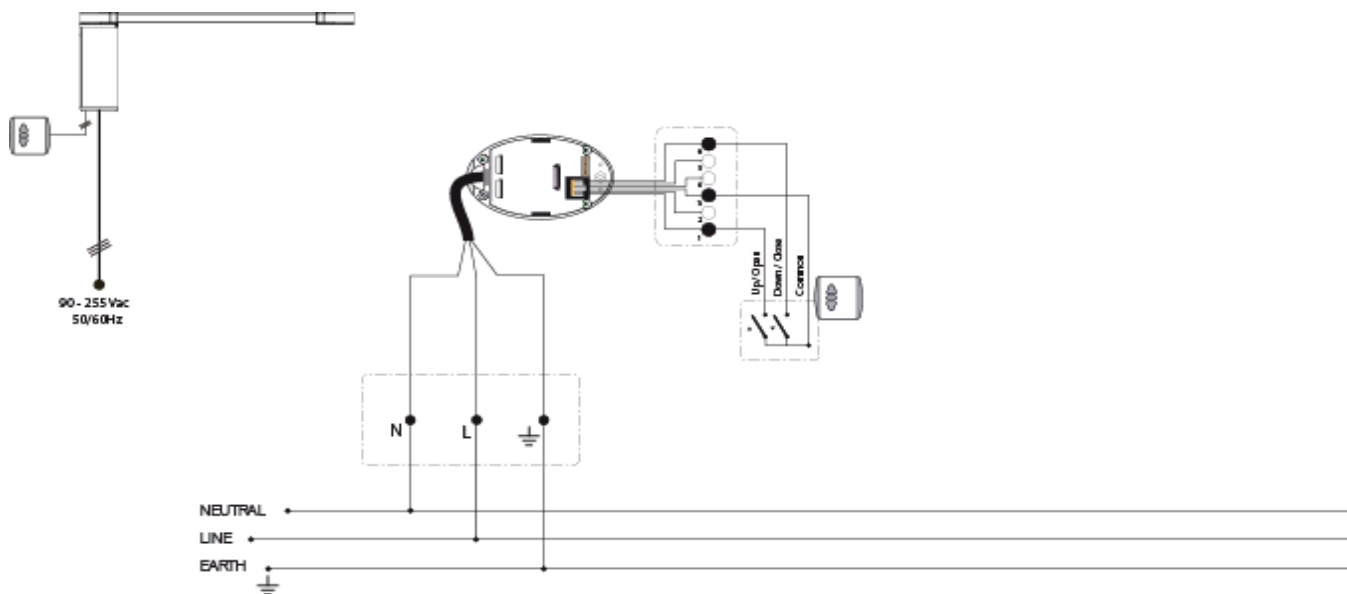 90 - 255 Vac
50/60Hz
Up/Open
Down / Close
Common
N
L
NEUTRAL
LINE
EARTH